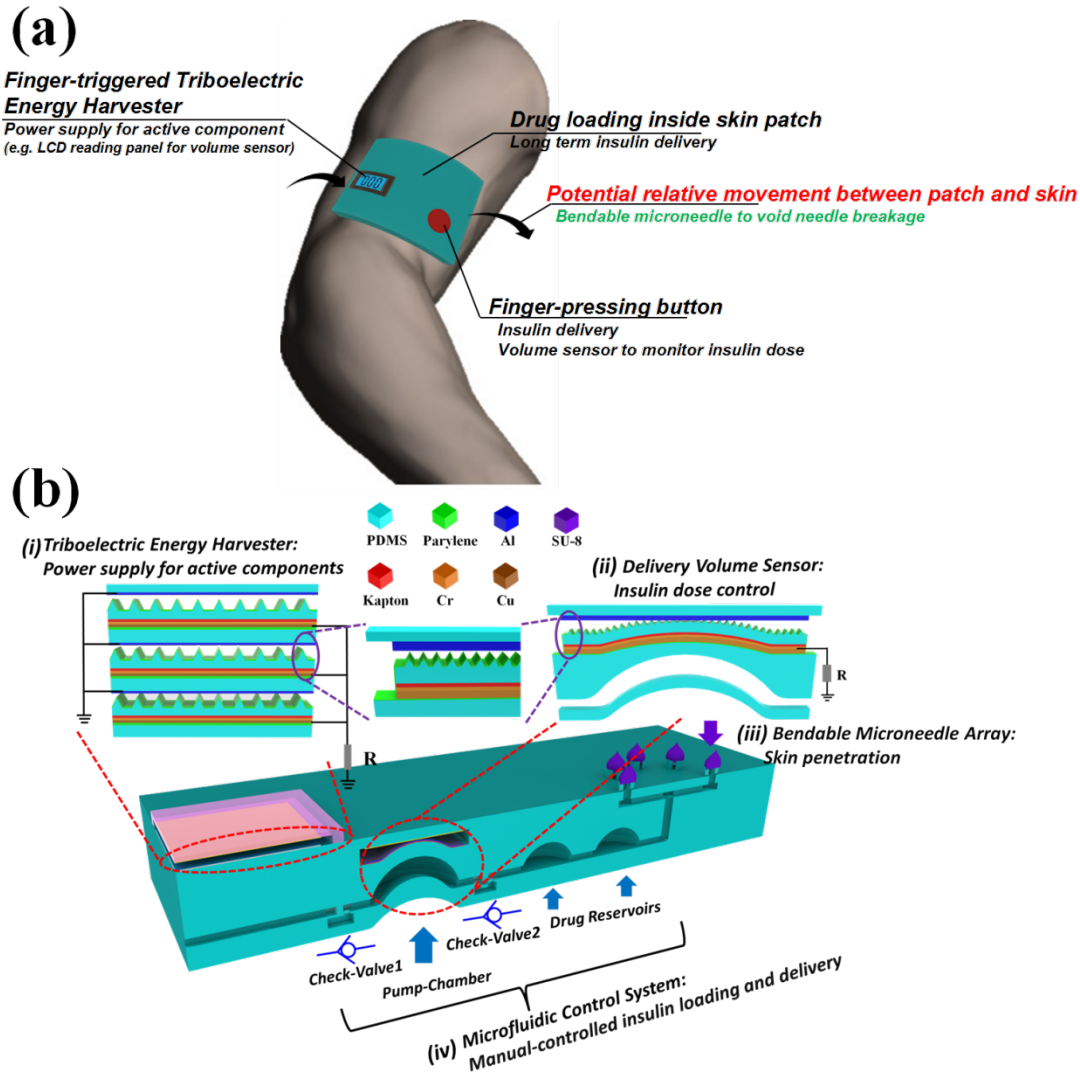 (a)
Finger-triggered Triboelectric
Energy Harvester
Power supply for active component
(e.g. LCD reading panel for volume sensor)
000
Drug loading inside skin patch
Long term insulin delivery
Potential relative movement between patch and skin
Bendable microneedle to void needle breakage
Finger-pressing button
Insulin delivery
Volume sensor to monitor insulin dose
(b)
PDMS Parylene Al SU-8
Kapton Cr Cu
(i) Triboelectric Energy Harvester:
Power supply for active components
R
(ii) Delivery Volume Sensor:
Insulin dose control
R
(iii) Bendable Microneedle Array:
Skin penetration
Check-Valve1
Pump-Chamber
Check-Valve2
Drug Reservoirs
(iv) Microfluidic Control System:
Manual-controlled insulin loading and delivery